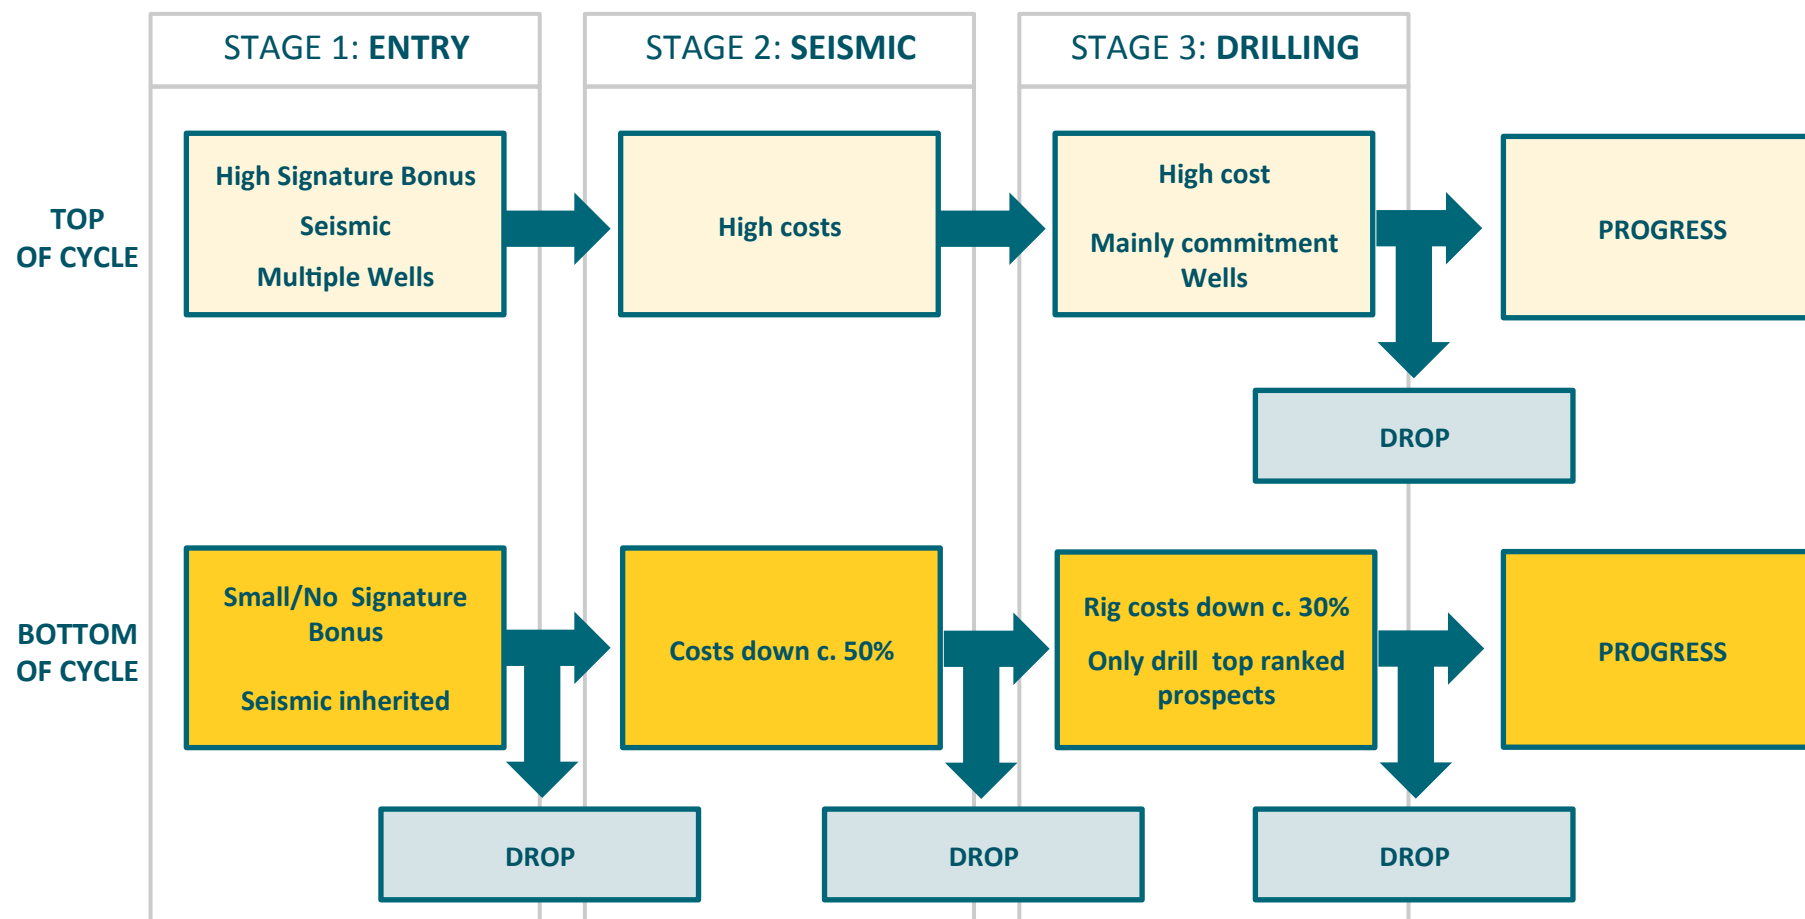 STAGE 1: ENTRY
STAGE 2: SEISMIC
STAGE 3: DRILLING
TOP
OF CYCLE
High Signature Bonus
Seismic
Multiple Wells
High costs
High cost
Mainly commitment
Wells
PROGRESS
DROP
BOTTOM
OF CYCLE
Small/No Signature
Bonus
Seismic inherited
Costs down c. 50%
Rig costs down c. 30%
Only drill top ranked
prospects
PROGRESS
DROP
DROP
DROP